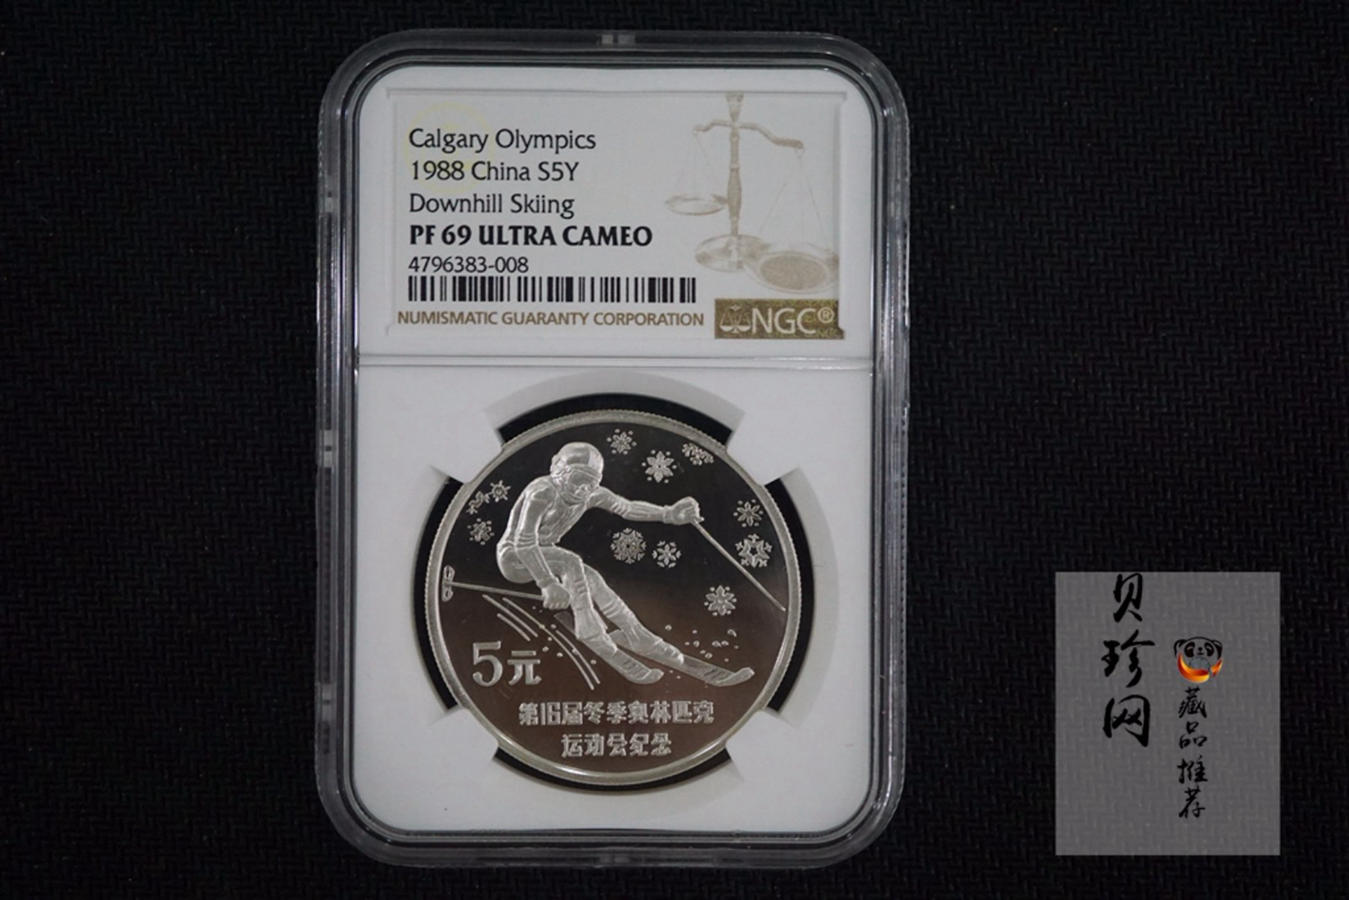 Calgary Olympics
1988 China S5Y
Downhill Skiing
PF 69 ULTRA CAMEO
4796383-008
NUMISMATIC GUARANTY CORPORATION
NGC®
5元
第16届冬季奥林匹克
运动会纪念
贝珍网
藏品推荐